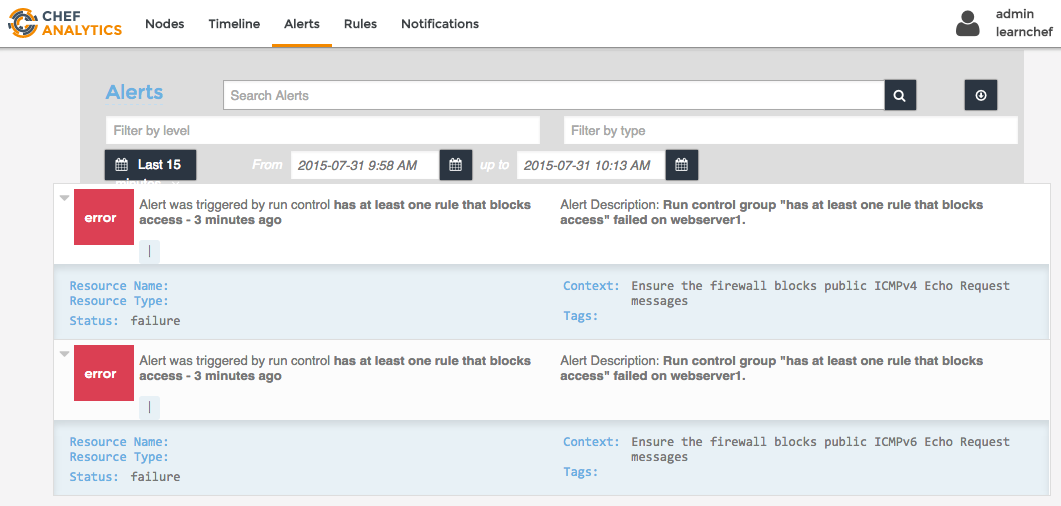 CHEF
ANALYTICS
Nodes Timeline Alerts Rules Notifications
admin
learnchef
Alerts
Search Alerts
Filter by level
Filter by type
Last 15
minutes
From 2015-07-31 9:58 AM up to 2015-07-31 10:13 AM
error
Alert was triggered by run control has at least one rule that blocks
access - 3 minutes ago
|
Alert Description: Run control group "has at least one rule that blocks
access" failed on webserver1.
Resource Name:
Resource Type:
Status: failure
Context: Ensure the firewall blocks public ICMPv4 Echo Request
messages
Tags:
error
Alert was triggered by run control has at least one rule that blocks
access - 3 minutes ago
|
Alert Description: Run control group "has at least one rule that blocks
access" failed on webserver1.
Resource Name:
Resource Type:
Status: failure
Context: Ensure the firewall blocks public ICMPv6 Echo Request
messages
Tags: